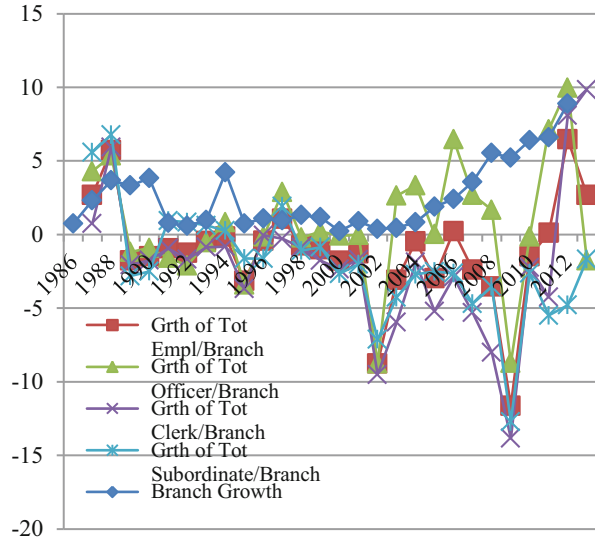 15
10
5
0
-5
-10
-15
-20
1986
1988
1990
1992
1994
1996
1998
2000
2002
2004
2006
2008
2010
2012
Grth of Tot
Empl/Branch
Grth of Tot
Officer/Branch
Grth of Tot
Clerk/Branch
Grth of Tot
Subordinate/Branch
Branch Growth